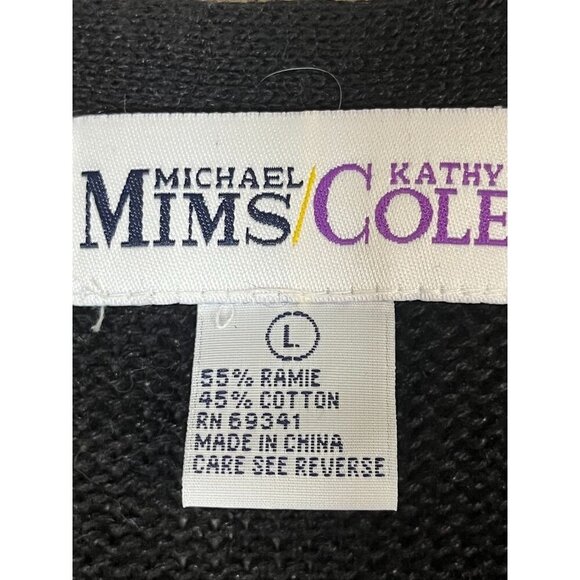 MICHAEL KATHY
MIMS/COLE
L
55% RAMIE
45% COTTON
RN 69341
MADE IN CHINA
CARE SEE REVERSE